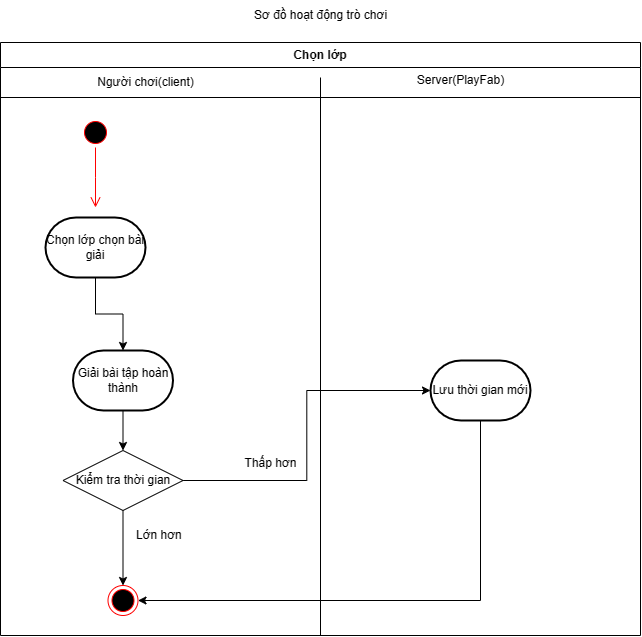 Sơ đồ hoạt động trò chơi
Chọn lớp
Người chơi(client)
Server(PlayFab)
Chọn lớp chọn bài
giải
Giải bài tập hoàn
thành
Lưu thời gian mới
Thấp hơn
Kiểm tra thời gian
Lớn hơn